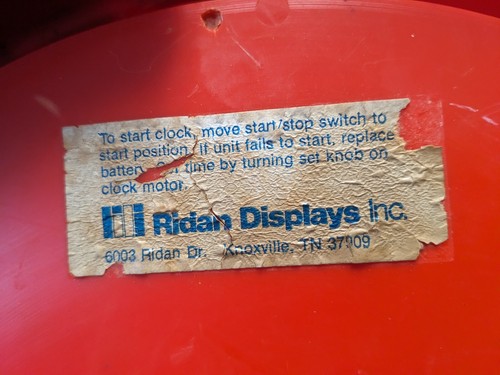 To start clock, move start/stop switch to
start position. If unit fails to start, replace
battery. time by turning set knob on
clock motor.
Ridan Displays Inc.
6003 Ridan Dr. Knoxville, TN 37909